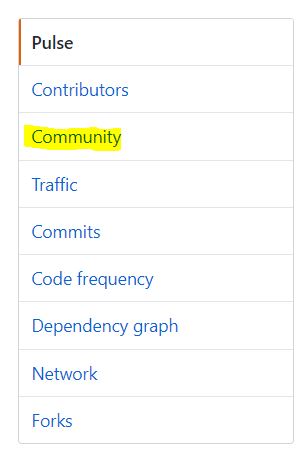 Pulse
Contributors
Community
Traffic
Commits
Code frequency
Dependency graph
Network
Forks